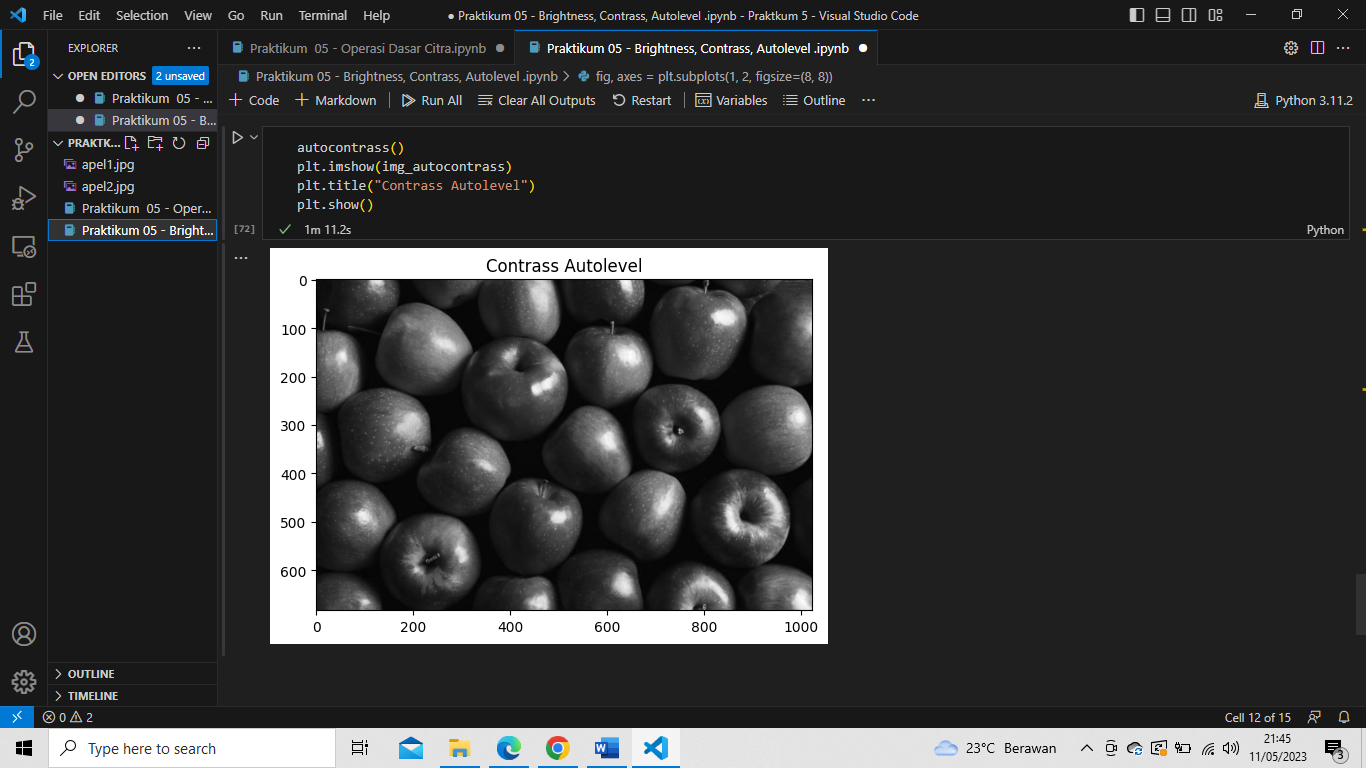 File Edit Selection View Go Run Terminal Help
● Praktikum 05 - Brightness, Contrass, Autolevel .ipynb - Praktkum 5 - Visual Studio Code
EXPLORER
2
OPEN EDITORS 2 unsaved
Praktikum 05 - ...
Praktikum 05 - B...
PRAKTK...
apel1.jpg
apel2.jpg
Praktikum 05 - Oper...
Praktikum 05 - Bright...
OUTLINE
TIMELINE
Praktikum 05 - Operasi Dasar Citra.ipynb
Praktikum 05 - Brightness, Contrass, Autolevel .ipynb
Praktikum 05 - Brightness, Contrass, Autolevel .ipynb > fig, axes = plt.subplots(1, 2, figsize=(8, 8))
+ Code + Markdown Run All Clear All Outputs Restart Variables Outline ... Python 3.11.2
autocontrass()
plt.imshow(img_autocontrass)
plt.title("Contrass Autolevel")
plt.show()
[72] ✓ 1m 11.2s Python
...
Contrass Autolevel
0
100
200
300
400
500
600
0 200 400 600 800 1000
0 2
Cell 12 of 15
Type here to search
23°C Berawan
21:45
11/05/2023
3